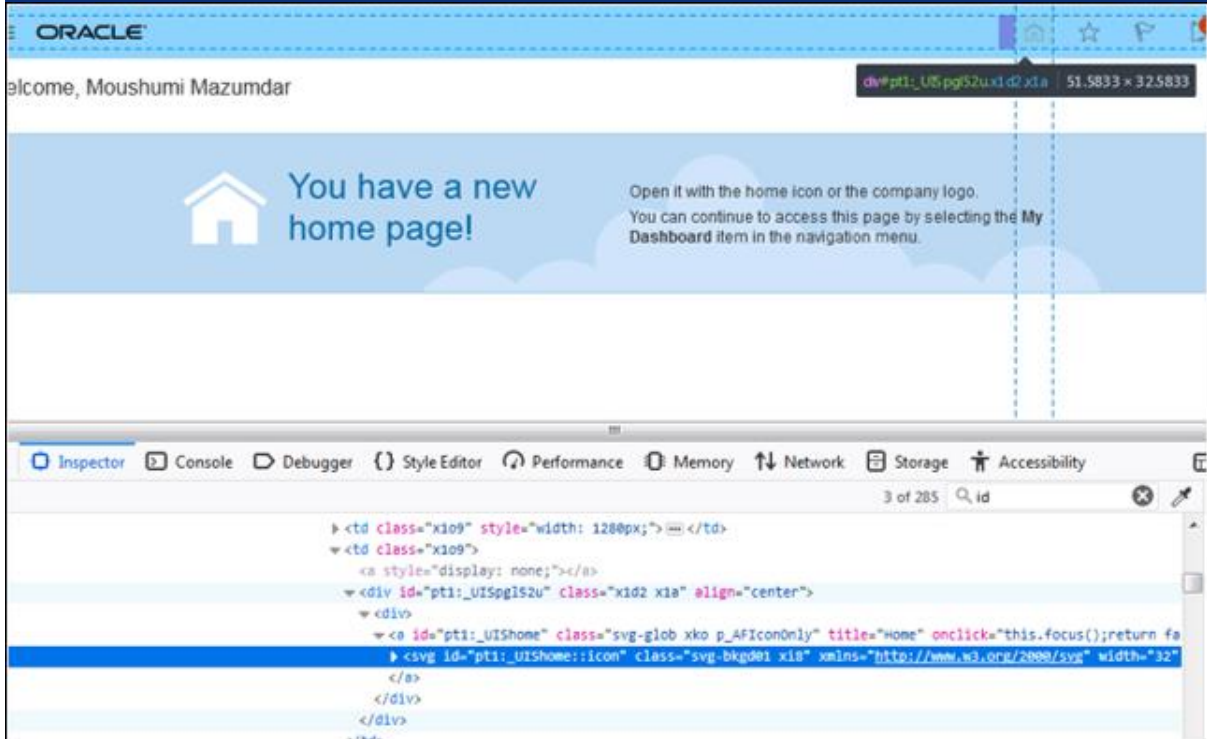 ORACLE
elcome, Moushumi Mazumdar
div#pt1:_UISpgl52u.x1d2.x1a 51.5833 × 32.5833
You have a new
home page!
Open it with the home icon or the company logo.
You can continue to access this page by selecting the My
Dashboard item in the navigation menu.
Inspector Console Debugger {} Style Editor Performance Memory Network Storage Accessibility
3 of 285 id
<td class="x1o9" style="width: 1280px;"></td>
<td class="x1o9">
<a style="display: none;"></a>
<div id="pt1:_UISpgl52u" class="x1d2 x1a" align="center">
<div>
<a id="pt1:_UIShome" class="svg-glob xko p_AFIconOnly" title="Home" onclick="this.focus();return fa
<svg id="pt1:_UIShome::icon" class="svg-bkgd01 xi8" xmlns="http://www.w3.org/2000/svg" width="32"
</a>
</div>
</div>
</td>